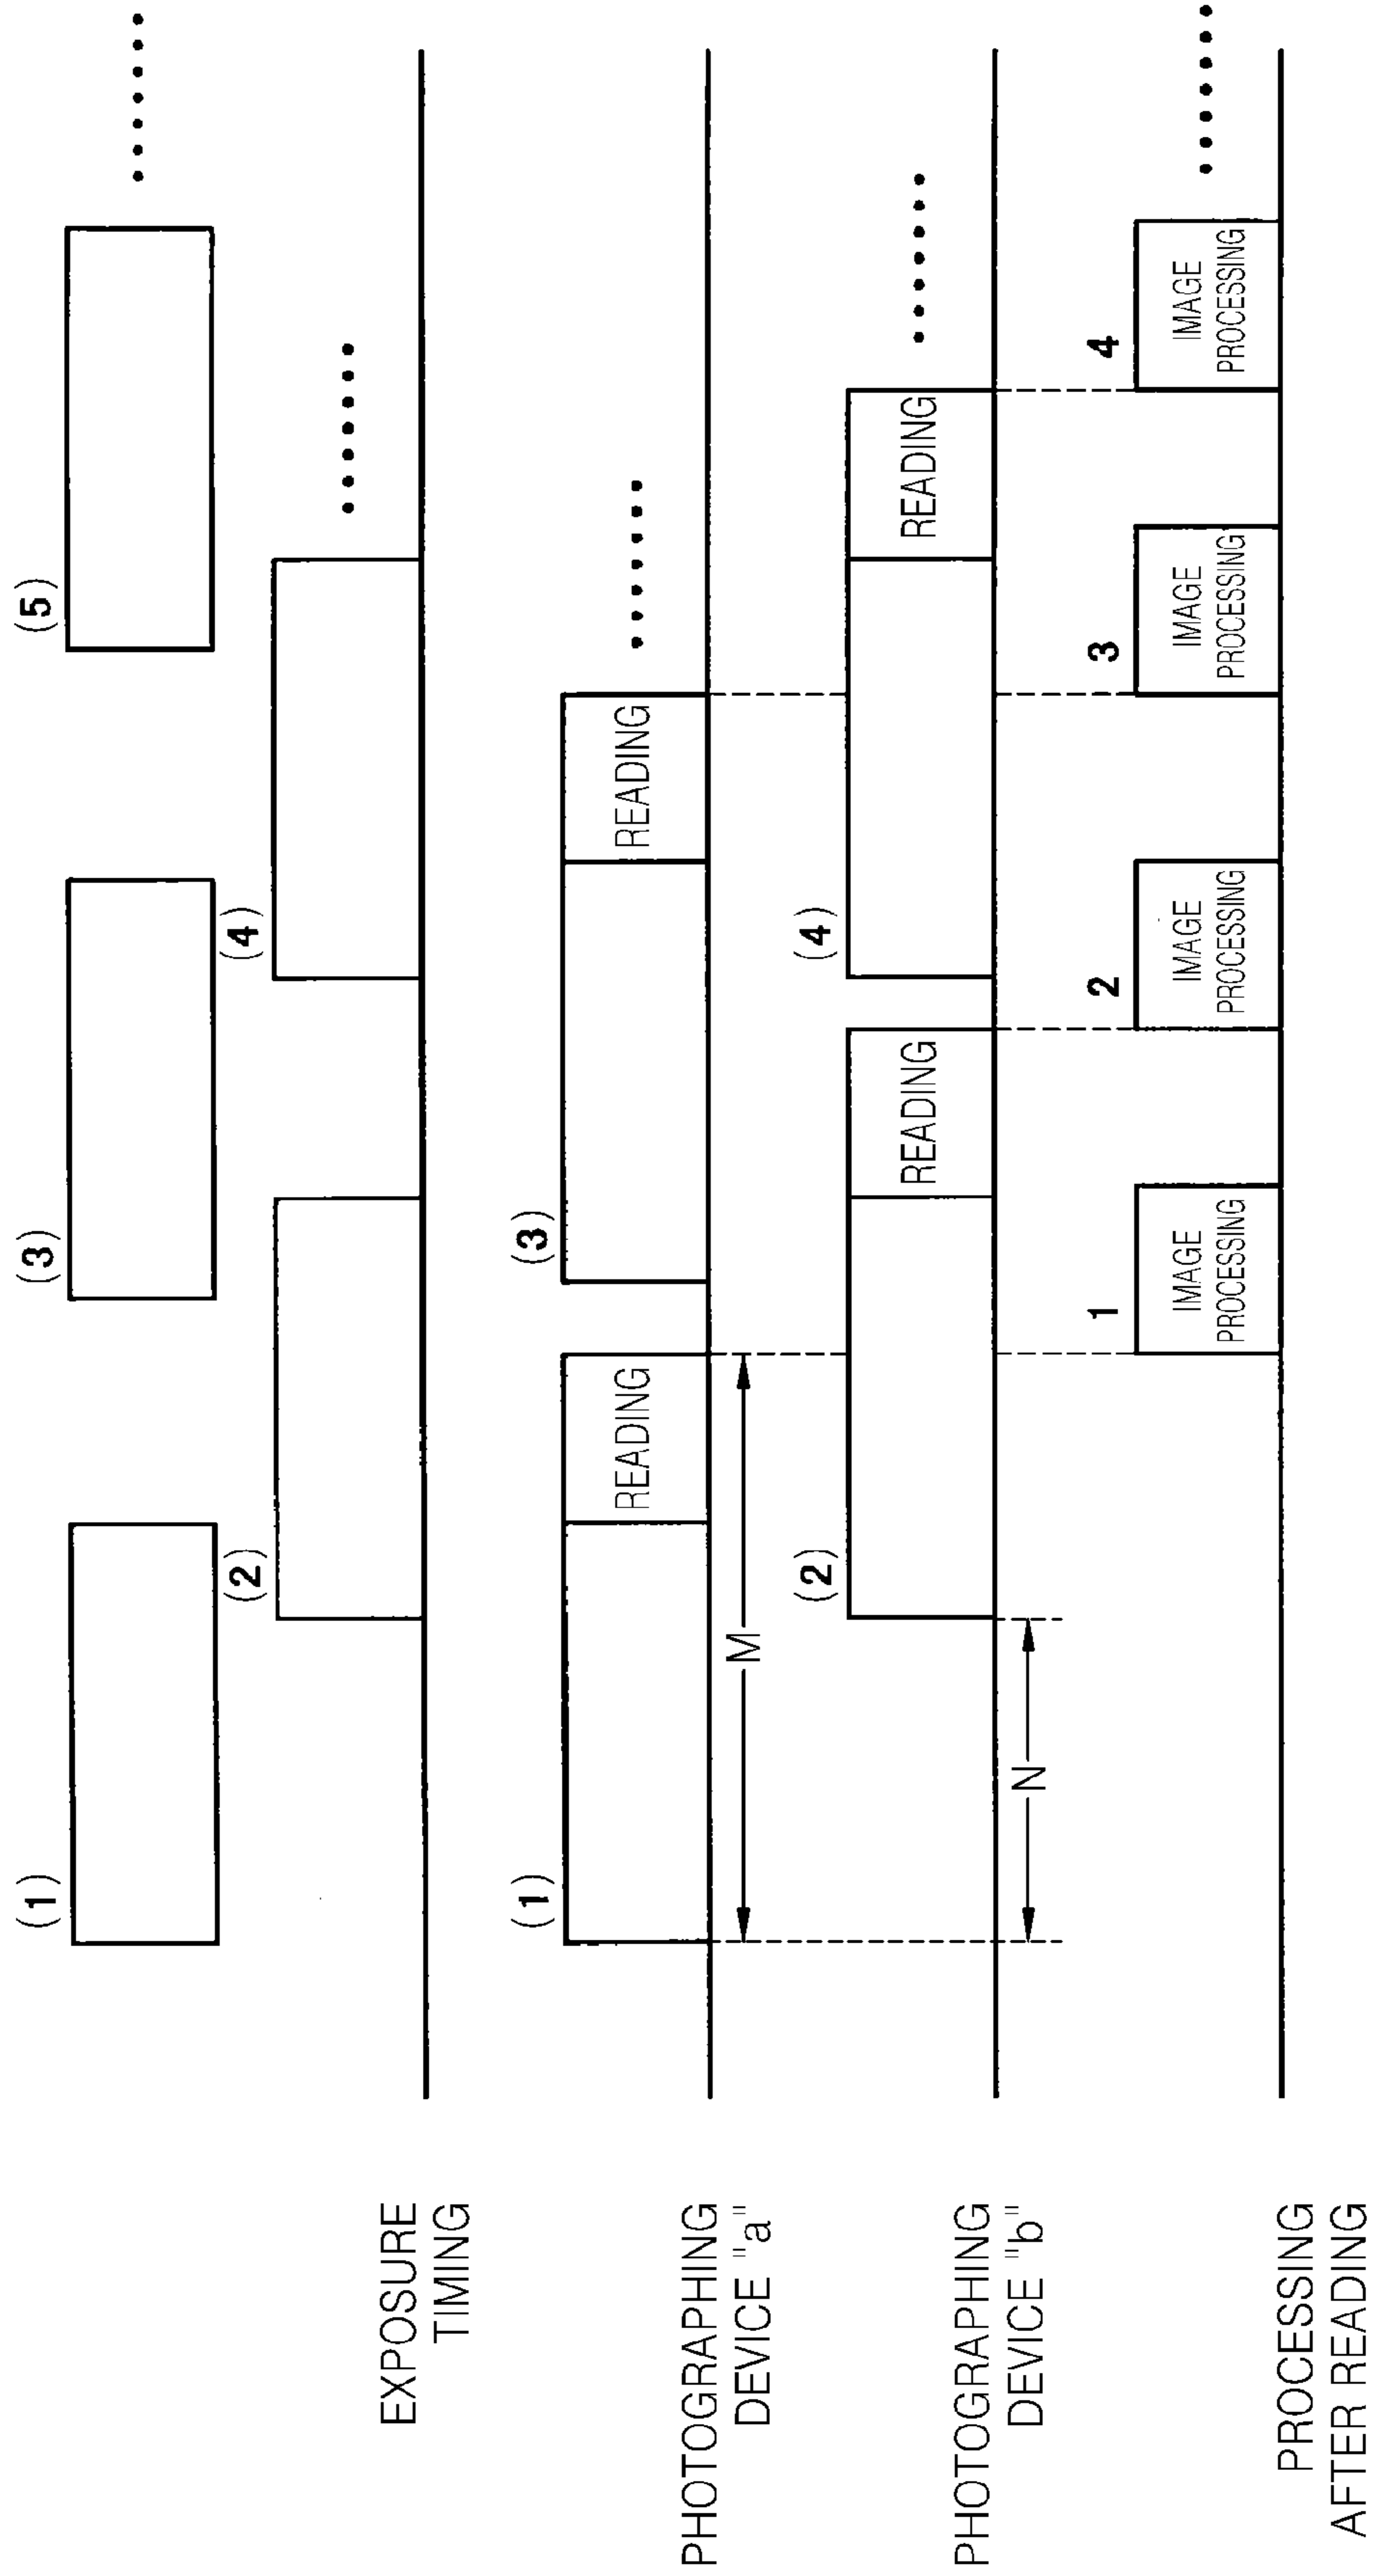 EXPOSURE
TIMING
(1)
(3)
(5)
(2)
(4)
PHOTOGRAPHING
DEVICE "a"
(1)
READING
(3)
READING
M
PHOTOGRAPHING
DEVICE "b"
(2)
READING
(4)
READING
N
PROCESSING
AFTER READING
1
IMAGE
PROCESSING
2
IMAGE
PROCESSING
3
IMAGE
PROCESSING
4
IMAGE
PROCESSING